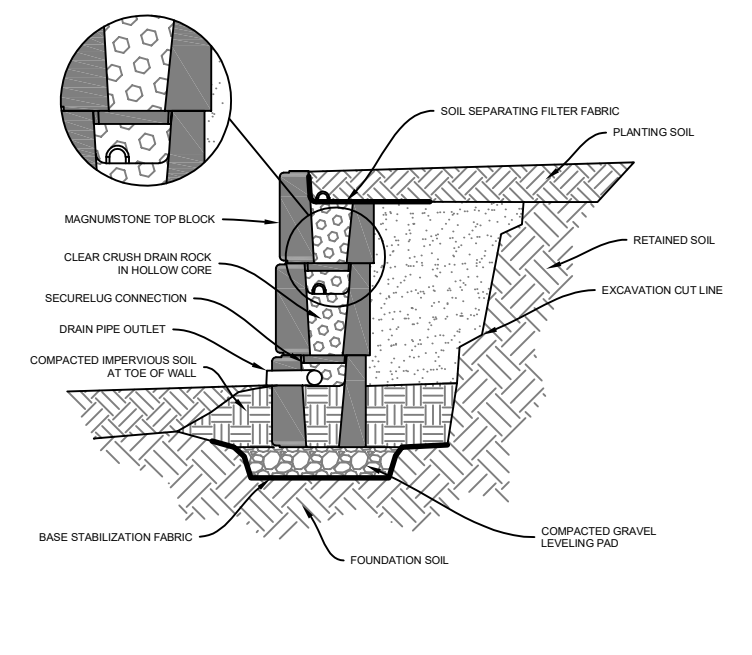 SOIL SEPARATING FILTER FABRIC
PLANTING SOIL
MAGNUMSTONE TOP BLOCK
RETAINED SOIL
CLEAR CRUSH DRAIN ROCK
IN HOLLOW CORE
EXCAVATION CUT LINE
SECURELUG CONNECTION
DRAIN PIPE OUTLET
COMPACTED IMPERVIOUS SOIL
AT TOE OF WALL
BASE STABILIZATION FABRIC
COMPACTED GRAVEL
LEVELING PAD
FOUNDATION SOIL